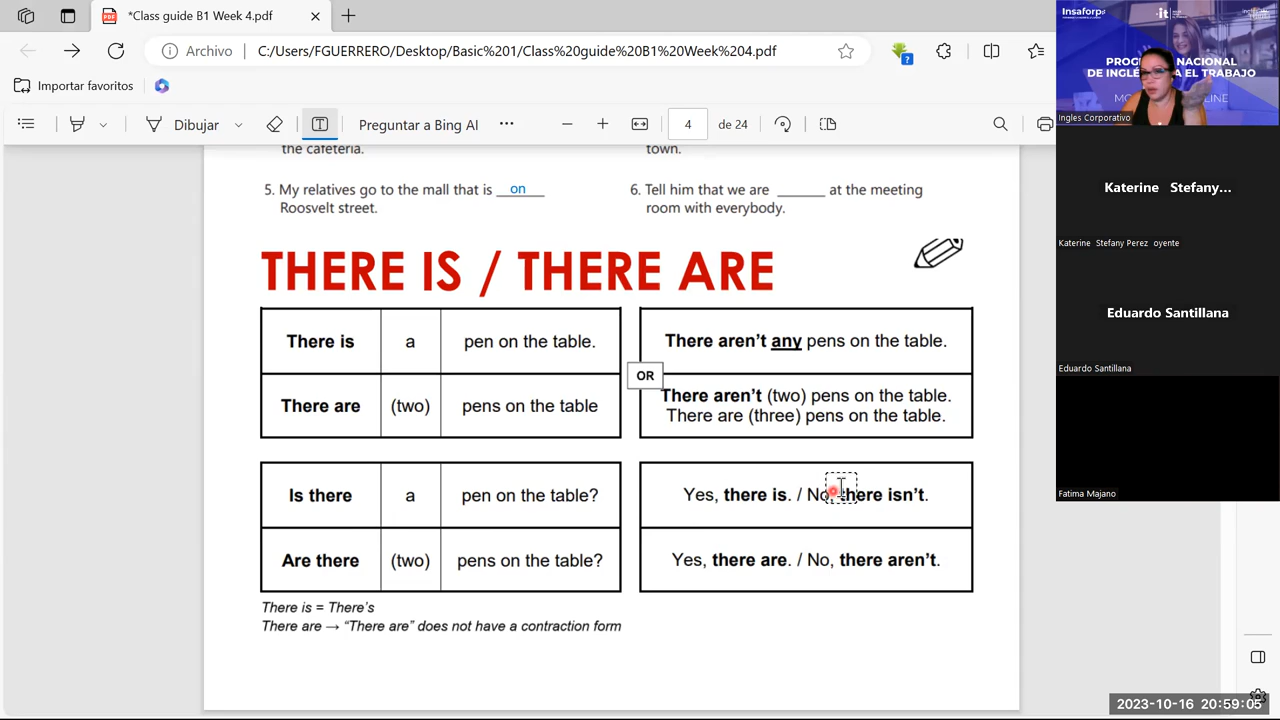 *Class guide B1 Week 4.pdf
Archivo C:/Users/FGUERRERO/Desktop/Basic%201/Class%20guide%20B1%20Week%204.pdf
Importar favoritos
Dibujar Preguntar a Bing AI 4 de 24
the cafeteria. town.
5. My relatives go to the mall that is on 6. Tell him that we are ______ at the meeting
Roosvelt street. room with everybody.
THERE IS / THERE ARE
There is a pen on the table.
There are (two) pens on the table
OR
There aren't any pens on the table.
There aren't (two) pens on the table.
There are (three) pens on the table.
Is there a pen on the table?
Are there (two) pens on the table?
Yes, there is. / No, there isn't.
Yes, there are. / No, there aren't.
There is = There's
There are → “There are” does not have a contraction form
Insaforp
Ingles Corporativo
Katerine Stefany...
Katerine Stefany Perez oyente
Eduardo Santillana
Eduardo Santillana
Fatima Majano
2023-10-16 20:59:05